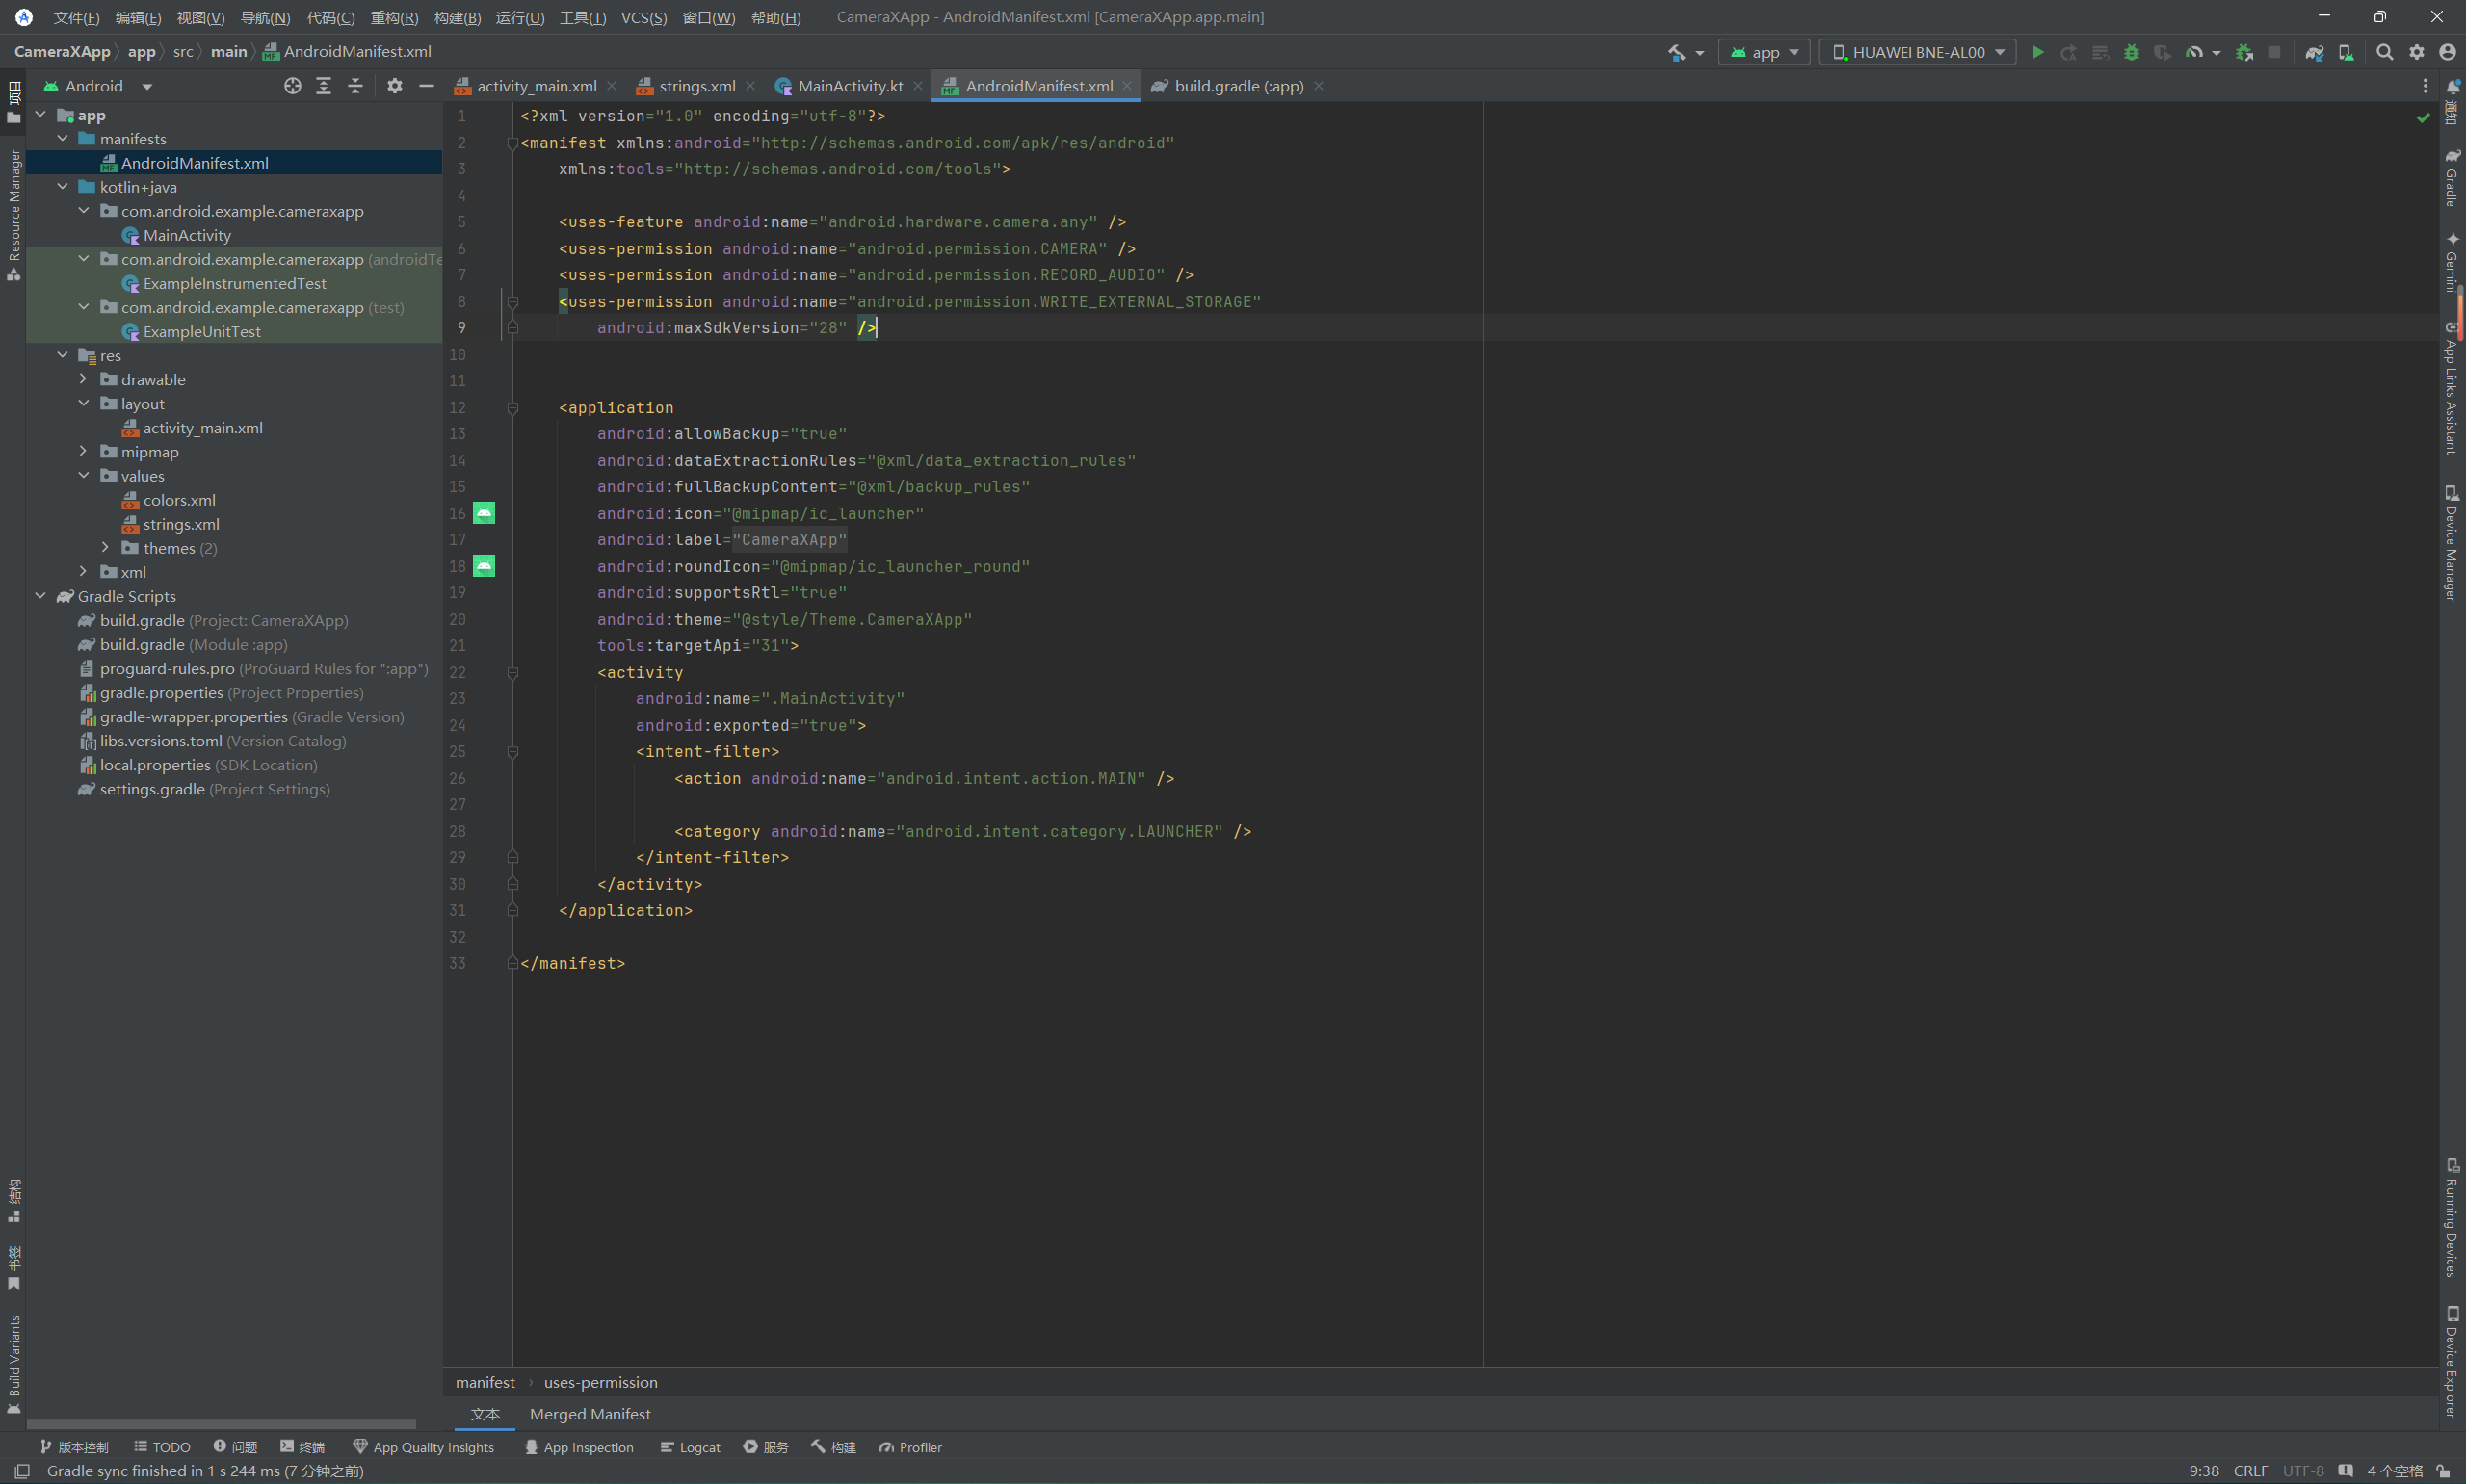 文件(F) 编辑(E) 视图(V) 导航(N) 代码(C) 重构(R) 构建(B) 运行(U) 工具(T) VCS(S) 窗口(W) 帮助(H) CameraXApp - AndroidManifest.xml [CameraXApp.app.main]
CameraXApp app src main AndroidManifest.xml app HUAWEI BNE-AL00
Android
activity_main.xml strings.xml MainActivity.kt AndroidManifest.xml build.gradle (:app)
项目
Resource Manager
结构
书签
Build Variants
app
manifests
AndroidManifest.xml
kotlin+java
com.android.example.cameraxapp
MainActivity
com.android.example.cameraxapp (androidTe
ExampleInstrumentedTest
com.android.example.cameraxapp (test)
ExampleUnitTest
res
drawable
layout
activity_main.xml
mipmap
values
colors.xml
strings.xml
themes (2)
xml
Gradle Scripts
build.gradle (Project: CameraXApp)
build.gradle (Module :app)
proguard-rules.pro (ProGuard Rules for ":app")
gradle.properties (Project Properties)
gradle-wrapper.properties (Gradle Version)
libs.versions.toml (Version Catalog)
local.properties (SDK Location)
settings.gradle (Project Settings)
1 <?xml version="1.0" encoding="utf-8"?>
2 <manifest xmlns:android="http://schemas.android.com/apk/res/android"
3 xmlns:tools="http://schemas.android.com/tools">
4
5 <uses-feature android:name="android.hardware.camera.any" />
6 <uses-permission android:name="android.permission.CAMERA" />
7 <uses-permission android:name="android.permission.RECORD_AUDIO" />
8 <uses-permission android:name="android.permission.WRITE_EXTERNAL_STORAGE"
9 android:maxSdkVersion="28" />
10
11
12 <application
13 android:allowBackup="true"
14 android:dataExtractionRules="@xml/data_extraction_rules"
15 android:fullBackupContent="@xml/backup_rules"
16 android:icon="@mipmap/ic_launcher"
17 android:label="CameraXApp"
18 android:roundIcon="@mipmap/ic_launcher_round"
19 android:supportsRtl="true"
20 android:theme="@style/Theme.CameraXApp"
21 tools:targetApi="31">
22 <activity
23 android:name=".MainActivity"
24 android:exported="true">
25 <intent-filter>
26 <action android:name="android.intent.action.MAIN" />
27
28 <category android:name="android.intent.category.LAUNCHER" />
29 </intent-filter>
30 </activity>
31 </application>
32
33 </manifest>
通知
Gradle
Gemini
App Links Assistant
Device Manager
Running Devices
Device Explorer
manifest uses-permission
文本 Merged Manifest
版本控制 TODO 问题 终端 App Quality Insights App Inspection Logcat 服务 构建 Profiler
Gradle sync finished in 1 s 244 ms (7 分钟之前) 9:38 CRLF UTF-8 4 个空格